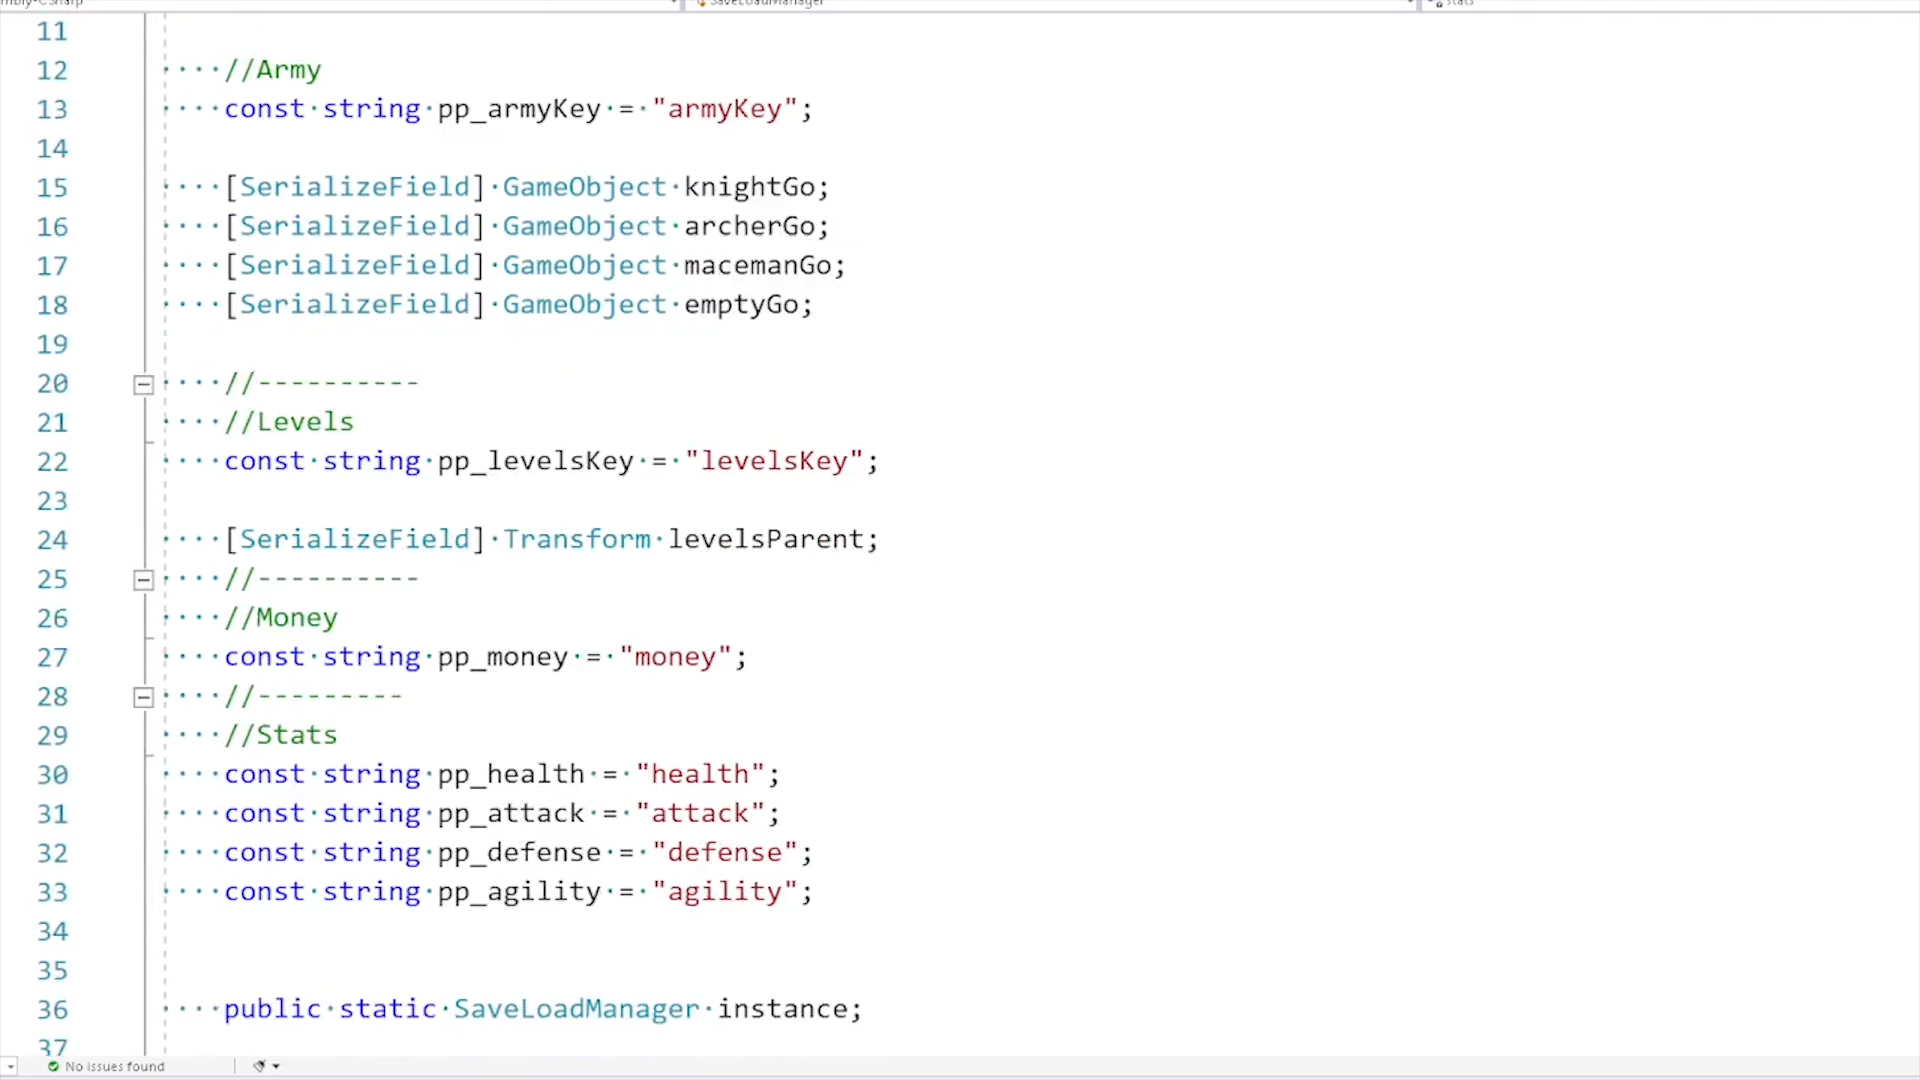 SaveLoadManager
11
12 //Army
13 const string pp_armyKey = "armyKey";
14
15 [SerializeField] GameObject knightGo;
16 [SerializeField] GameObject archerGo;
17 [SerializeField] GameObject macemanGo;
18 [SerializeField] GameObject emptyGo;
19
20 //----------
21 //Levels
22 const string pp_levelsKey = "levelsKey";
23
24 [SerializeField] Transform levelsParent;
25 //----------
26 //Money
27 const string pp_money = "money";
28 //---------
29 //Stats
30 const string pp_health = "health";
31 const string pp_attack = "attack";
32 const string pp_defense = "defense";
33 const string pp_agility = "agility";
34
35
36 public static SaveLoadManager instance;
37
No issues found